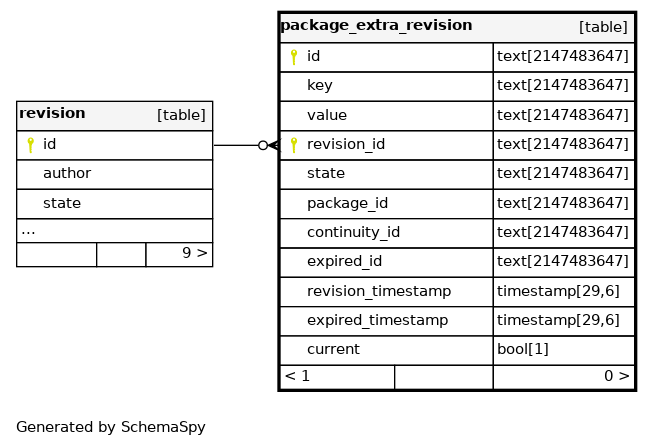 package_extra_revision [table]
id text[2147483647]
key text[2147483647]
value text[2147483647]
revision_id text[2147483647]
state text[2147483647]
package_id text[2147483647]
continuity_id text[2147483647]
expired_id text[2147483647]
revision_timestamp timestamp[29,6]
expired_timestamp timestamp[29,6]
current bool[1]
< 1 0 >
revision [table]
id
author
state
...
9 >
Generated by SchemaSpy